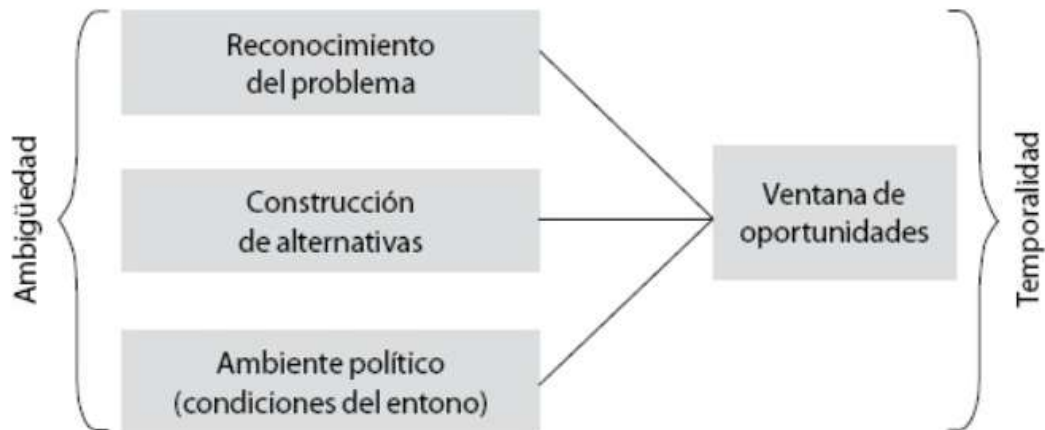 Ambigüedad
Reconocimiento
del problema
Construcción
de alternativas
Ambiente político
(condiciones del entono)
Ventana de
oportunidades
Temporalidad